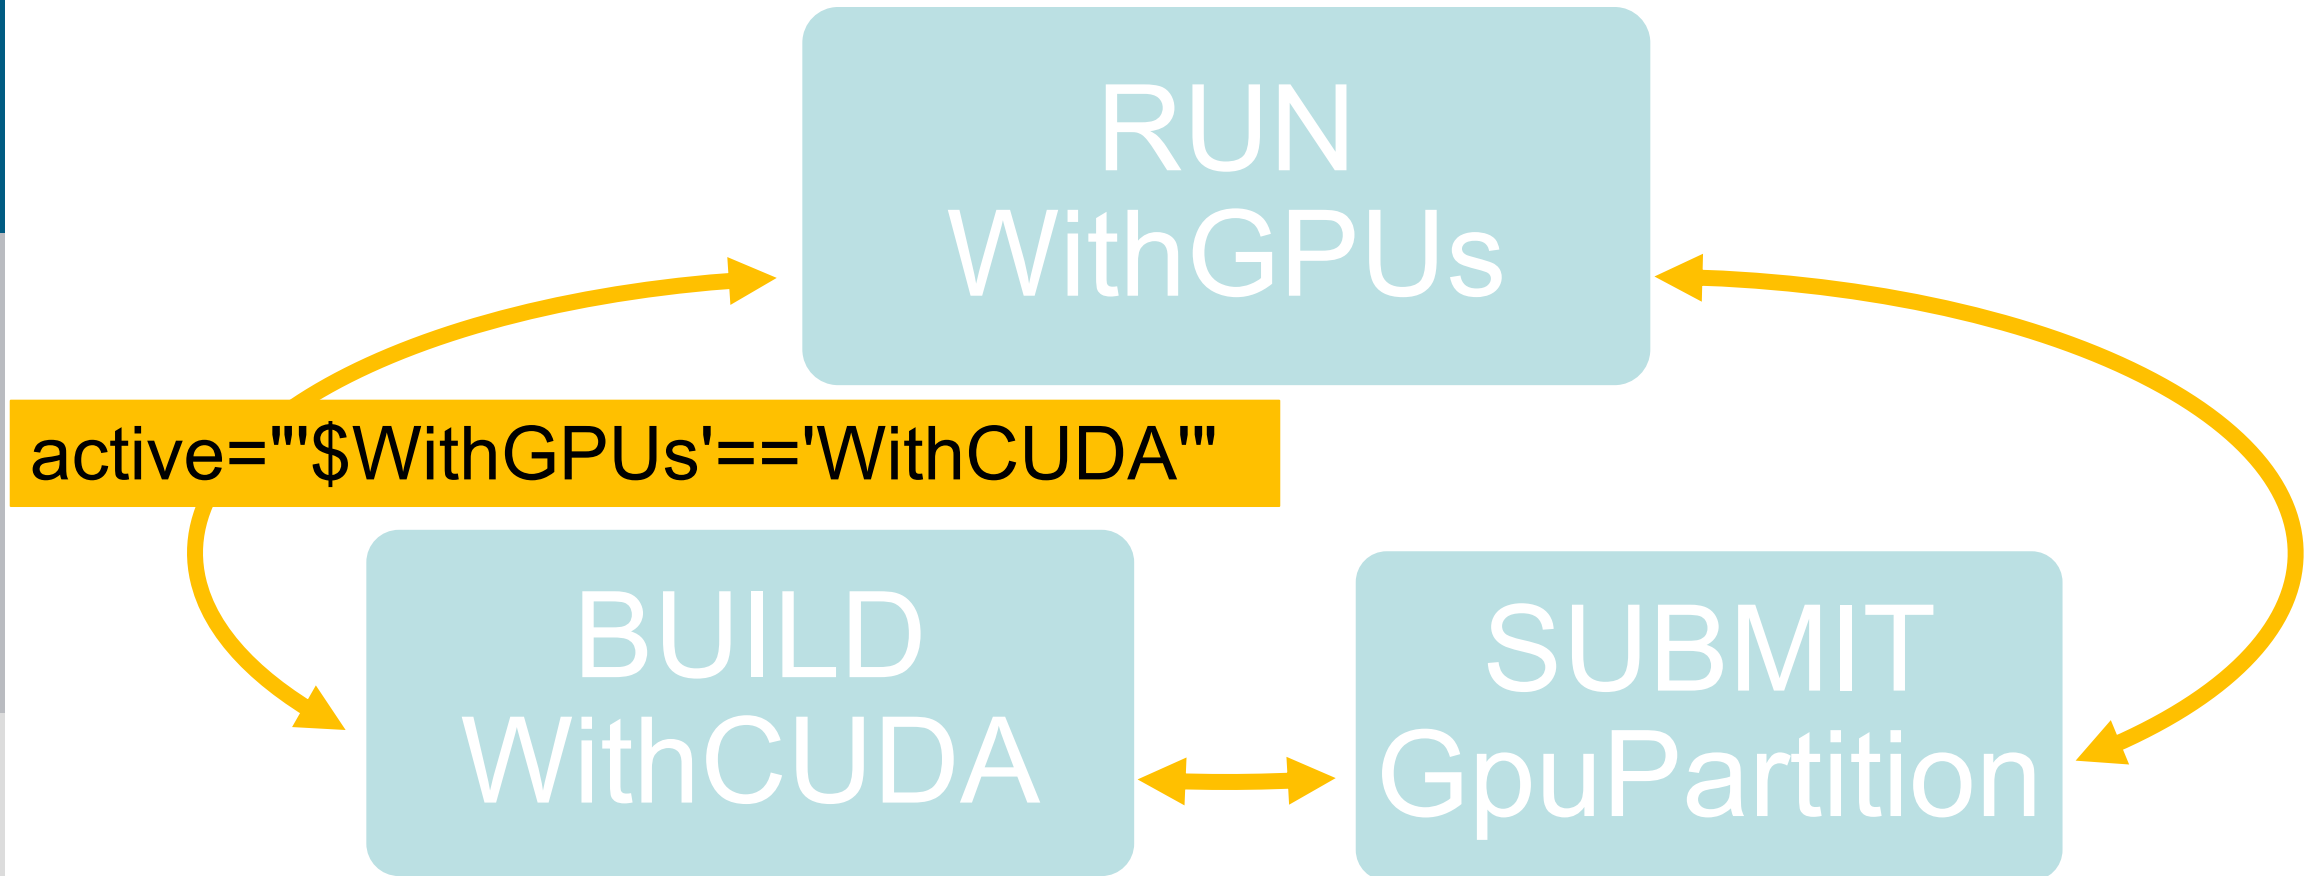 RUN
WithGPUs
active="'$WithGPUs'=='WithCUDA'"
BUILD
WithCUDA
SUBMIT
GpuPartition